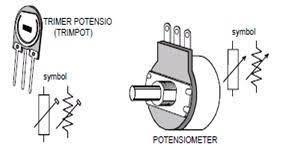 TRIMER POTENSIO
(TRIMPOT)
symbol
symbol
POTENSIOMETER